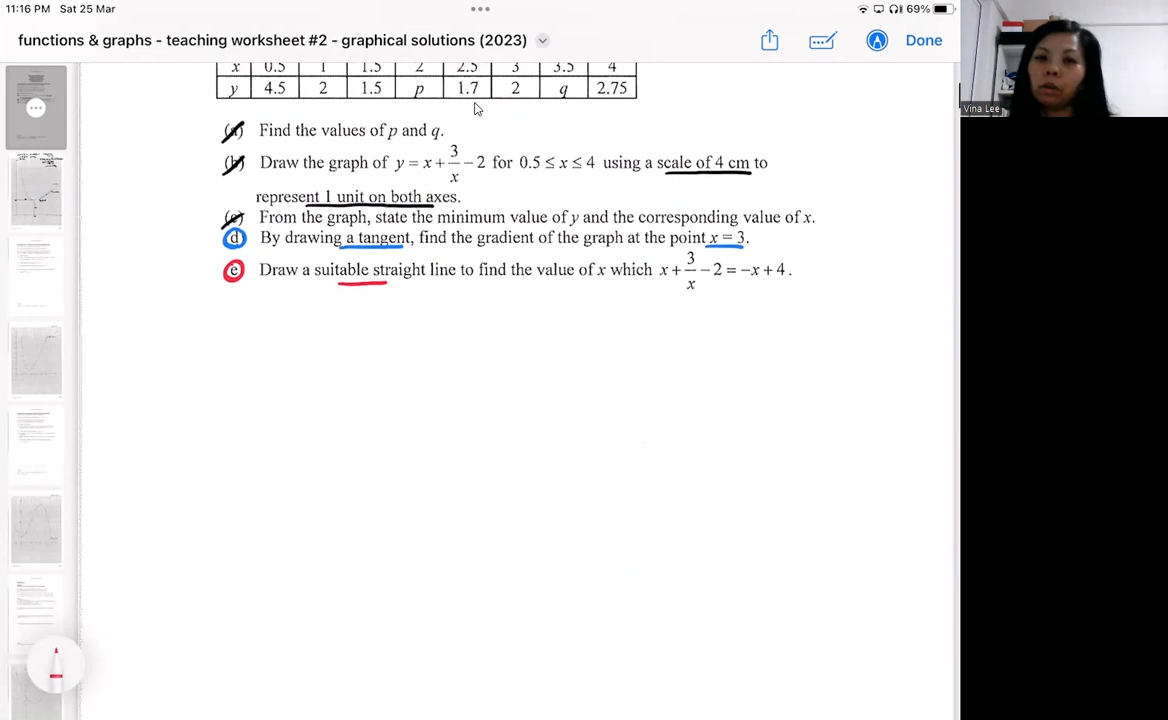 11:16 PM Sat 25 Mar
69%
functions & graphs - teaching worksheet #2 - graphical solutions (2023)
Done
x 0.5 1 1.5 2 2.5 3 3.5 4
y 4.5 2 1.5 p 1.7 2 q 2.75
(a) Find the values of p and q.
(b) Draw the graph of y = x + 3/x − 2 for 0.5 ≤ x ≤ 4 using a scale of 4 cm to
represent 1 unit on both axes.
(c) From the graph, state the minimum value of y and the corresponding value of x.
(d) By drawing a tangent, find the gradient of the graph at the point x = 3.
(e) Draw a suitable straight line to find the value of x which x + 3/x − 2 = −x + 4.
Vina Lee